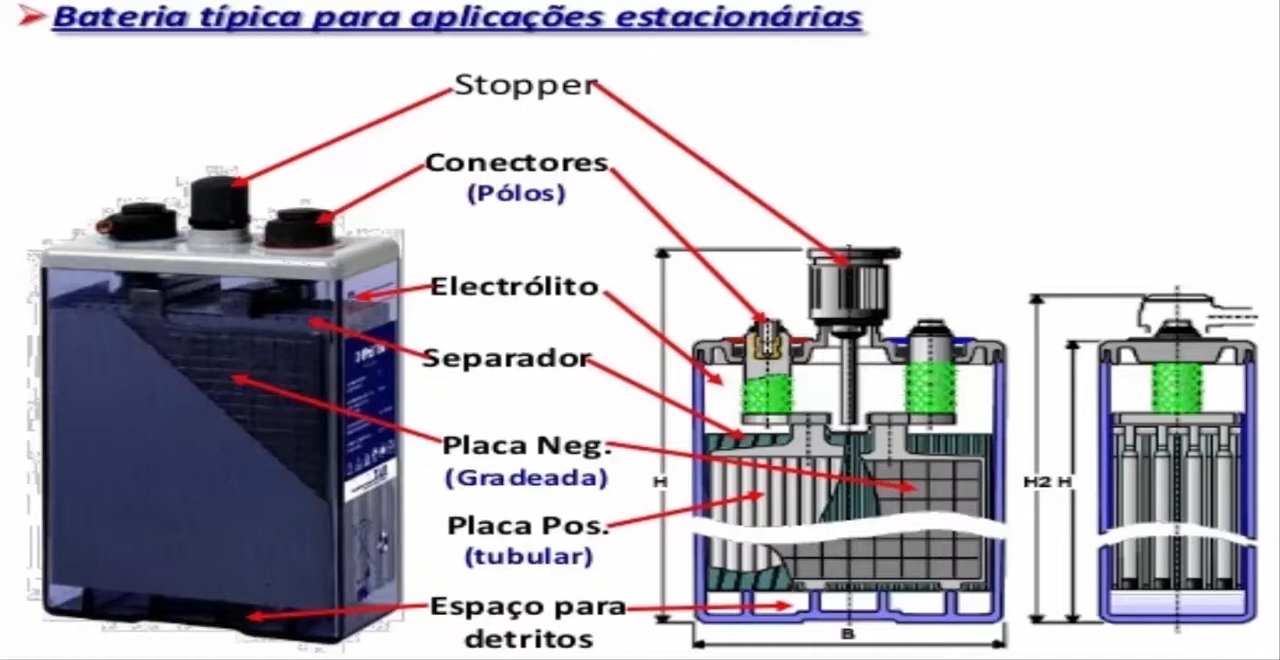 Bateria típica para aplicações estacionárias
Stopper
Conectores
(Pólos)
Electrólito
Separador
Placa Neg.
(Gradeada)
Placa Pos.
(tubular)
Espaço para
detritos
H
H
B
H2 H